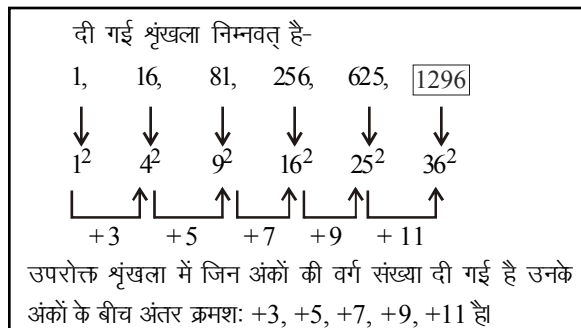 दी गई शृंखला निम्नवत् है–
1, 16, 81, 256, 625, 1296
1² 4² 9² 16² 25² 36²
+3 +5 +7 +9 + 11
उपरोक्त शृंखला में जिन अंकों की वर्ग संख्या दी गई है उनके
अंकों के बीच अंतर क्रमश: +3, +5, +7, +9, +11 है।